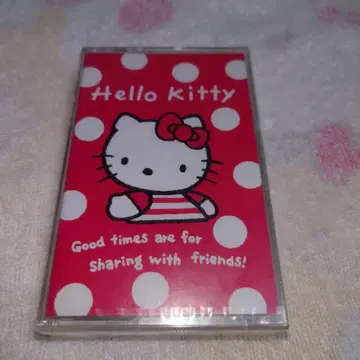 Hello Kitty
Good times are for
sharing with friends!